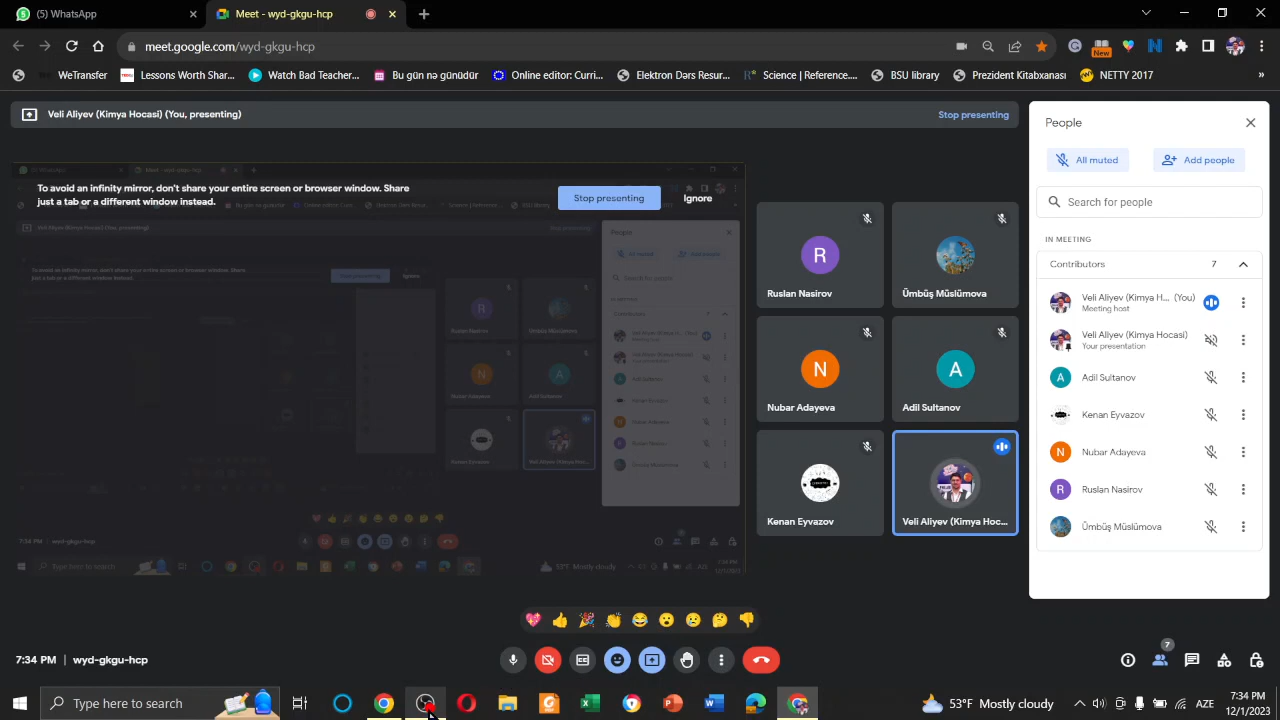 (5) WhatsApp
Meet - wyd-gkgu-hcp
meet.google.com/wyd-gkgu-hcp
New
WeTransfer
Lessons Worth Shar...
Watch Bad Teacher...
Bu gün nə günüdür
Online English Curri...
Elektron Dərs Resur...
Science | Reference...
BSU library
Prezident Kitabxanası
NETTY 2017
»
Veli Aliyev (Kimya Hocasi) (You, presenting)
Stop presenting
To avoid an infinity mirror, don't share your entire screen or browser window. Share
just a tab or a different window instead.
Stop presenting
Ignore
R
Ruslan Nasirov
Ümbüş Müslümova
N
Nubar Adayeva
A
Adil Sultanov
Kenan Eyvazov
Veli Aliyev (Kimya Hoc...
People
All muted
Add people
Search for people
IN MEETING
Contributors
7
Veli Aliyev (Kimya H... (You)
Meeting host
Veli Aliyev (Kimya Hocasi)
Your presentation
A
Adil Sultanov
Kenan Eyvazov
N
Nubar Adayeva
R
Ruslan Nasirov
Ümbüş Müslümova
7:34 PM | wyd-gkgu-hcp
7
Type here to search
53°F Mostly cloudy
AZE
7:34 PM
12/1/2023